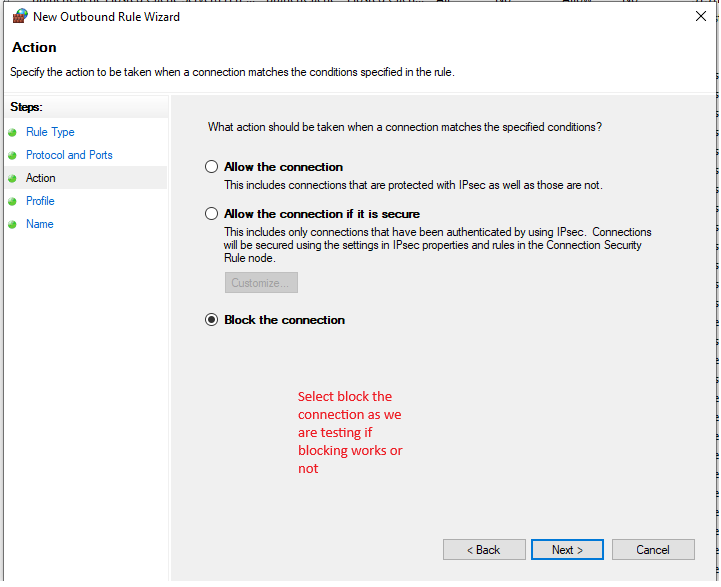 New Outbound Rule Wizard
Action
Specify the action to be taken when a connection matches the conditions specified in the rule.
Steps:
Rule Type
Protocol and Ports
Action
Profile
Name
What action should be taken when a connection matches the specified conditions?
Allow the connection
This includes connections that are protected with IPsec as well as those are not.
Allow the connection if it is secure
This includes only connections that have been authenticated by using IPsec. Connections
will be secured using the settings in IPsec properties and rules in the Connection Security
Rule node.
Customize...
Block the connection
Select block the
connection as we
are testing if
blocking works or
not
< Back
Next >
Cancel